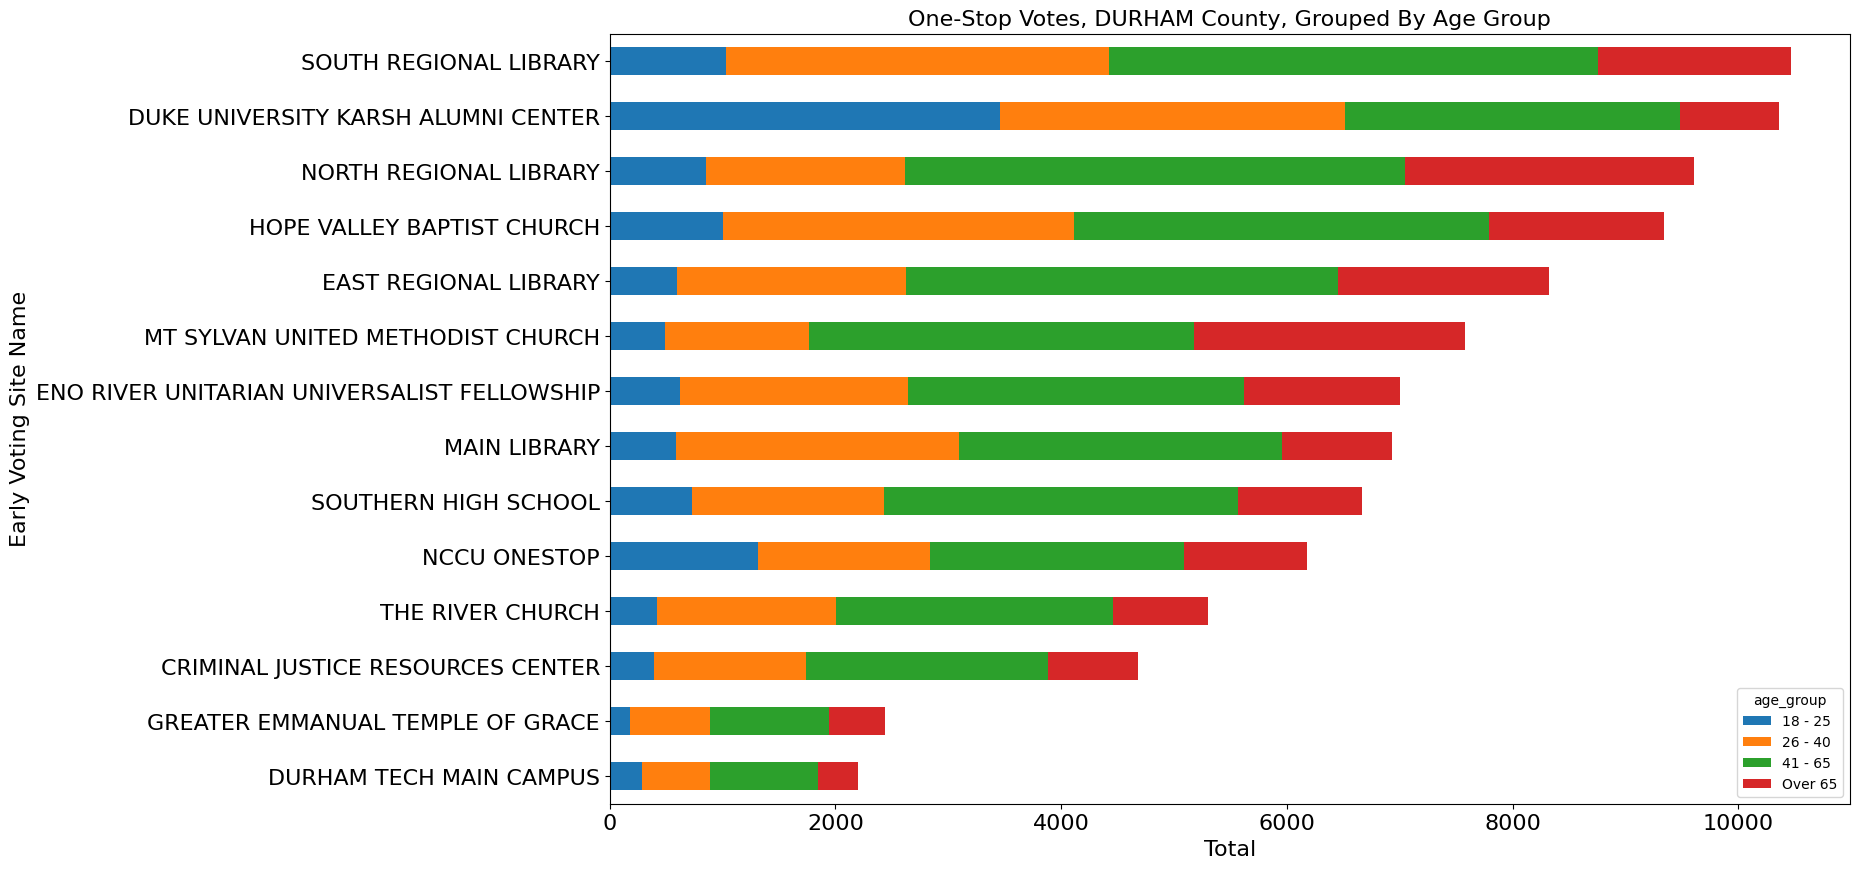 One-Stop Votes, DURHAM County, Grouped By Age Group
Early Voting Site Name
SOUTH REGIONAL LIBRARY
DUKE UNIVERSITY KARSH ALUMNI CENTER
NORTH REGIONAL LIBRARY
HOPE VALLEY BAPTIST CHURCH
EAST REGIONAL LIBRARY
MT SYLVAN UNITED METHODIST CHURCH
ENO RIVER UNITARIAN UNIVERSALIST FELLOWSHIP
MAIN LIBRARY
SOUTHERN HIGH SCHOOL
NCCU ONESTOP
THE RIVER CHURCH
CRIMINAL JUSTICE RESOURCES CENTER
GREATER EMMANUAL TEMPLE OF GRACE
DURHAM TECH MAIN CAMPUS
age_group
18 - 25
26 - 40
41 - 65
Over 65
0 2000 4000 6000 8000 10000
Total